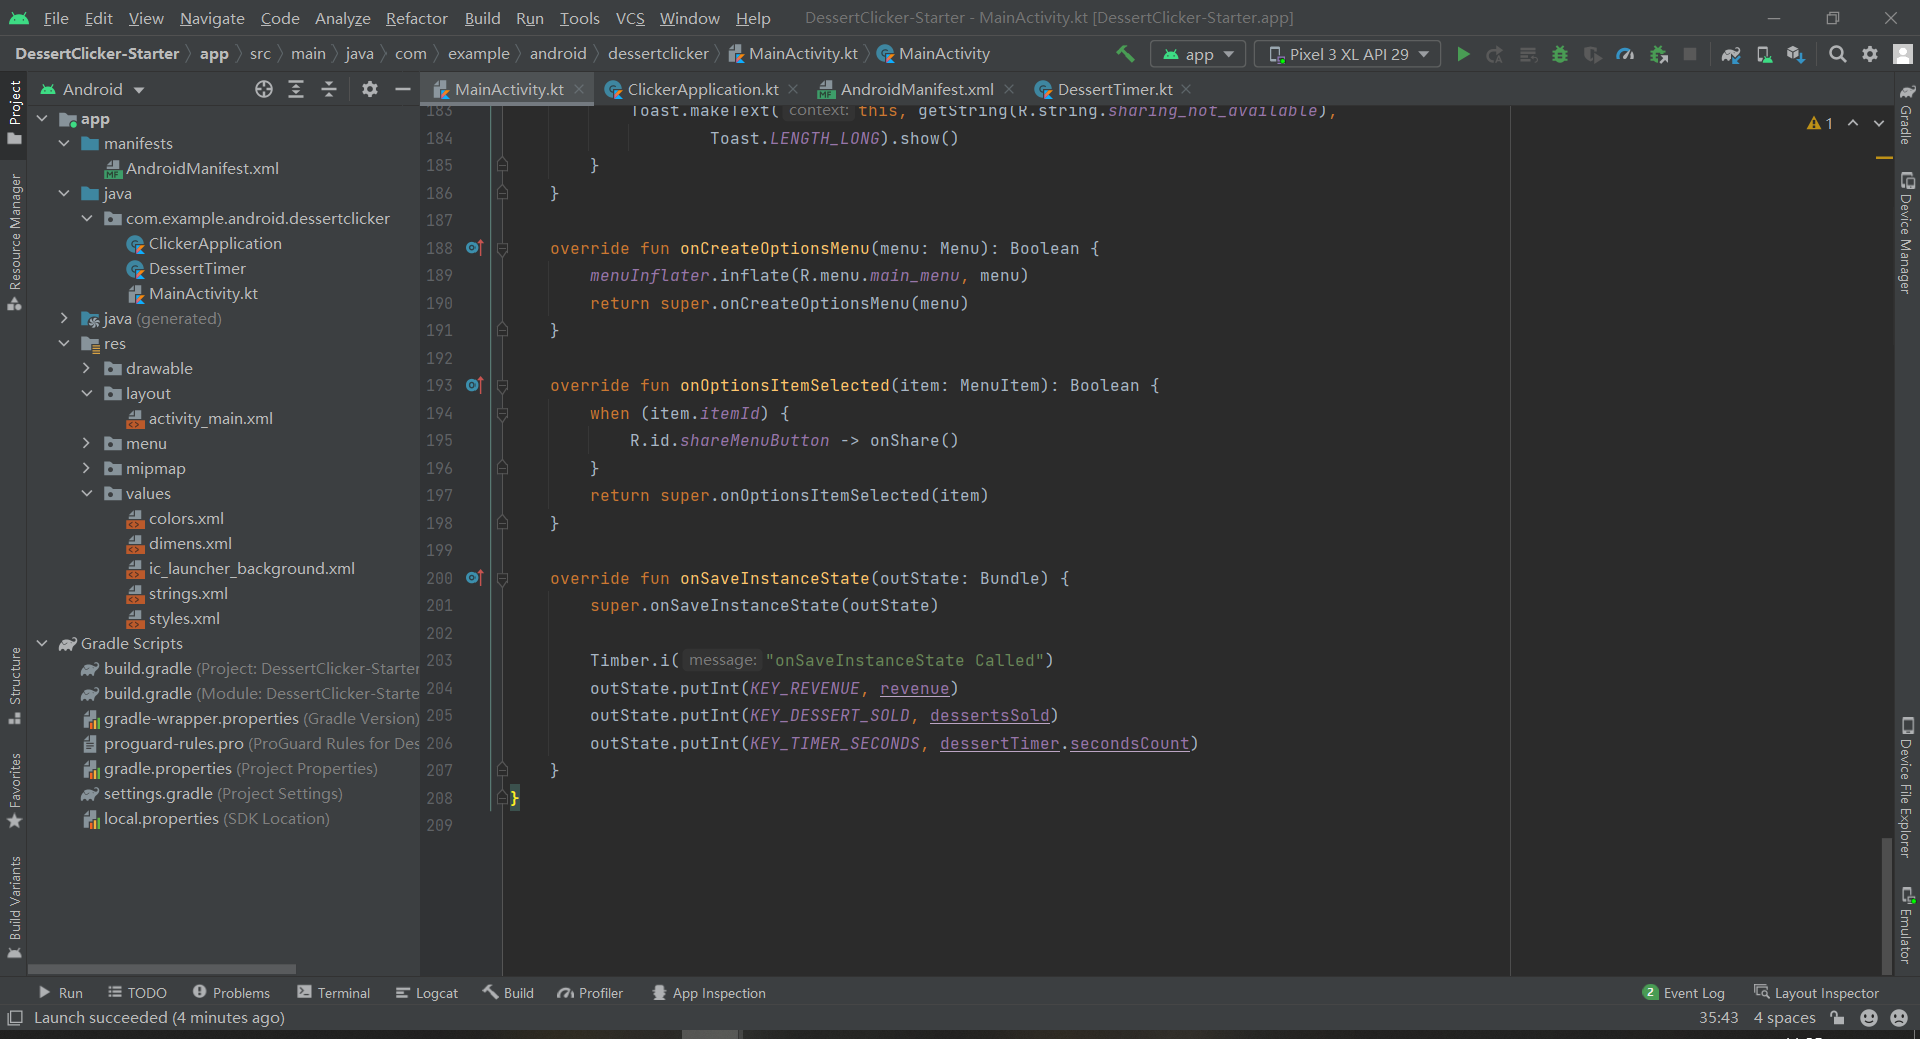 File Edit View Navigate Code Analyze Refactor Build Run Tools VCS Window Help DessertClicker-Starter - MainActivity.kt [DessertClicker-Starter.app]
DessertClicker-Starter app src main java com example android dessertclicker MainActivity.kt MainActivity app Pixel 3 XL API 29
Android MainActivity.kt ClickerApplication.kt AndroidManifest.xml DessertTimer.kt
Project
Resource Manager
Structure
Favorites
Build Variants
app
manifests
AndroidManifest.xml
java
com.example.android.dessertclicker
ClickerApplication
DessertTimer
MainActivity.kt
java (generated)
res
drawable
layout
activity_main.xml
menu
mipmap
values
colors.xml
dimens.xml
ic_launcher_background.xml
strings.xml
styles.xml
Gradle Scripts
build.gradle (Project: DessertClicker-Starter
build.gradle (Module: DessertClicker-Starte
gradle-wrapper.properties (Gradle Version)
proguard-rules.pro (ProGuard Rules for Des
gradle.properties (Project Properties)
settings.gradle (Project Settings)
local.properties (SDK Location)
183 Toast.makeText( context: this, getString(R.string.sharing_not_available),
184 Toast.LENGTH_LONG).show()
185 }
186 }
187
188 override fun onCreateOptionsMenu(menu: Menu): Boolean {
189 menuInflater.inflate(R.menu.main_menu, menu)
190 return super.onCreateOptionsMenu(menu)
191 }
192
193 override fun onOptionsItemSelected(item: MenuItem): Boolean {
194 when (item.itemId) {
195 R.id.shareMenuButton -> onShare()
196 }
197 return super.onOptionsItemSelected(item)
198 }
199
200 override fun onSaveInstanceState(outState: Bundle) {
201 super.onSaveInstanceState(outState)
202
203 Timber.i( message: "onSaveInstanceState Called")
204 outState.putInt(KEY_REVENUE, revenue)
205 outState.putInt(KEY_DESSERT_SOLD, dessertsSold)
206 outState.putInt(KEY_TIMER_SECONDS, dessertTimer.secondsCount)
207 }
208 }
209
1
Gradle
Device Manager
Device File Explorer
Emulator
Run TODO Problems Terminal Logcat Build Profiler App Inspection 2 Event Log Layout Inspector
Launch succeeded (4 minutes ago) 35:43 4 spaces